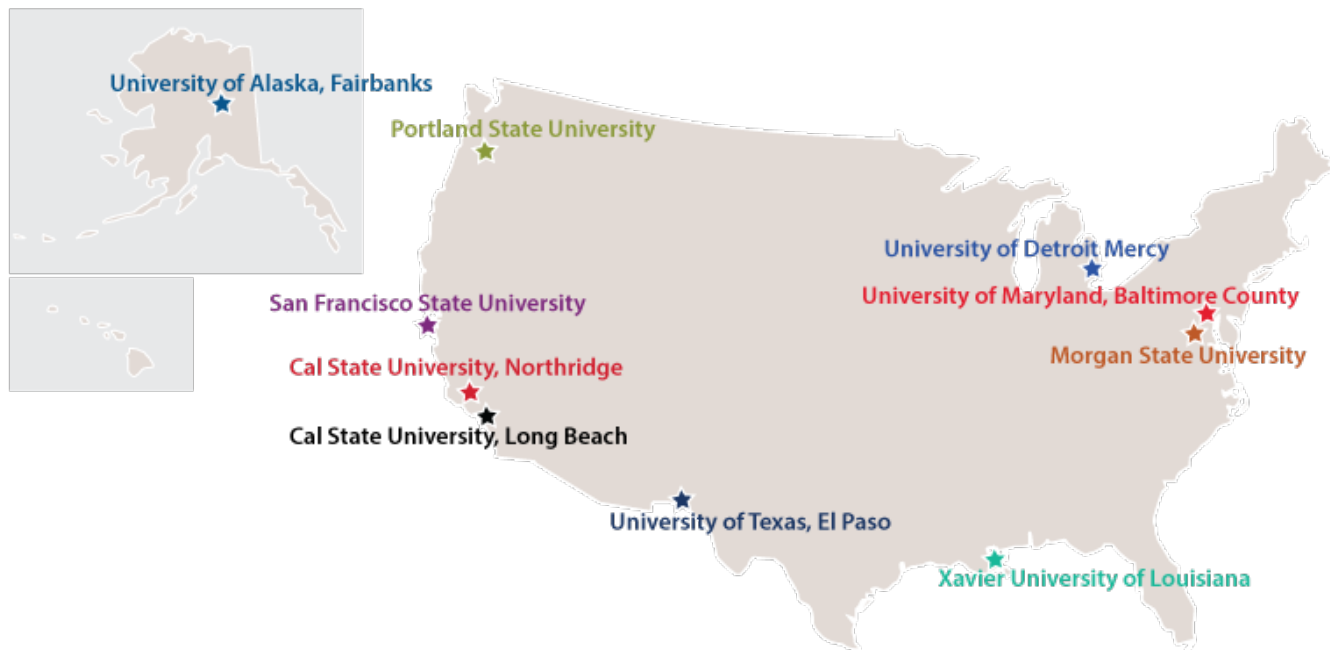 University of Alaska, Fairbanks
Portland State University
University of Detroit Mercy
University of Maryland, Baltimore County
San Francisco State University
Morgan State University
Cal State University, Northridge
Cal State University, Long Beach
University of Texas, El Paso
Xavier University of Louisiana